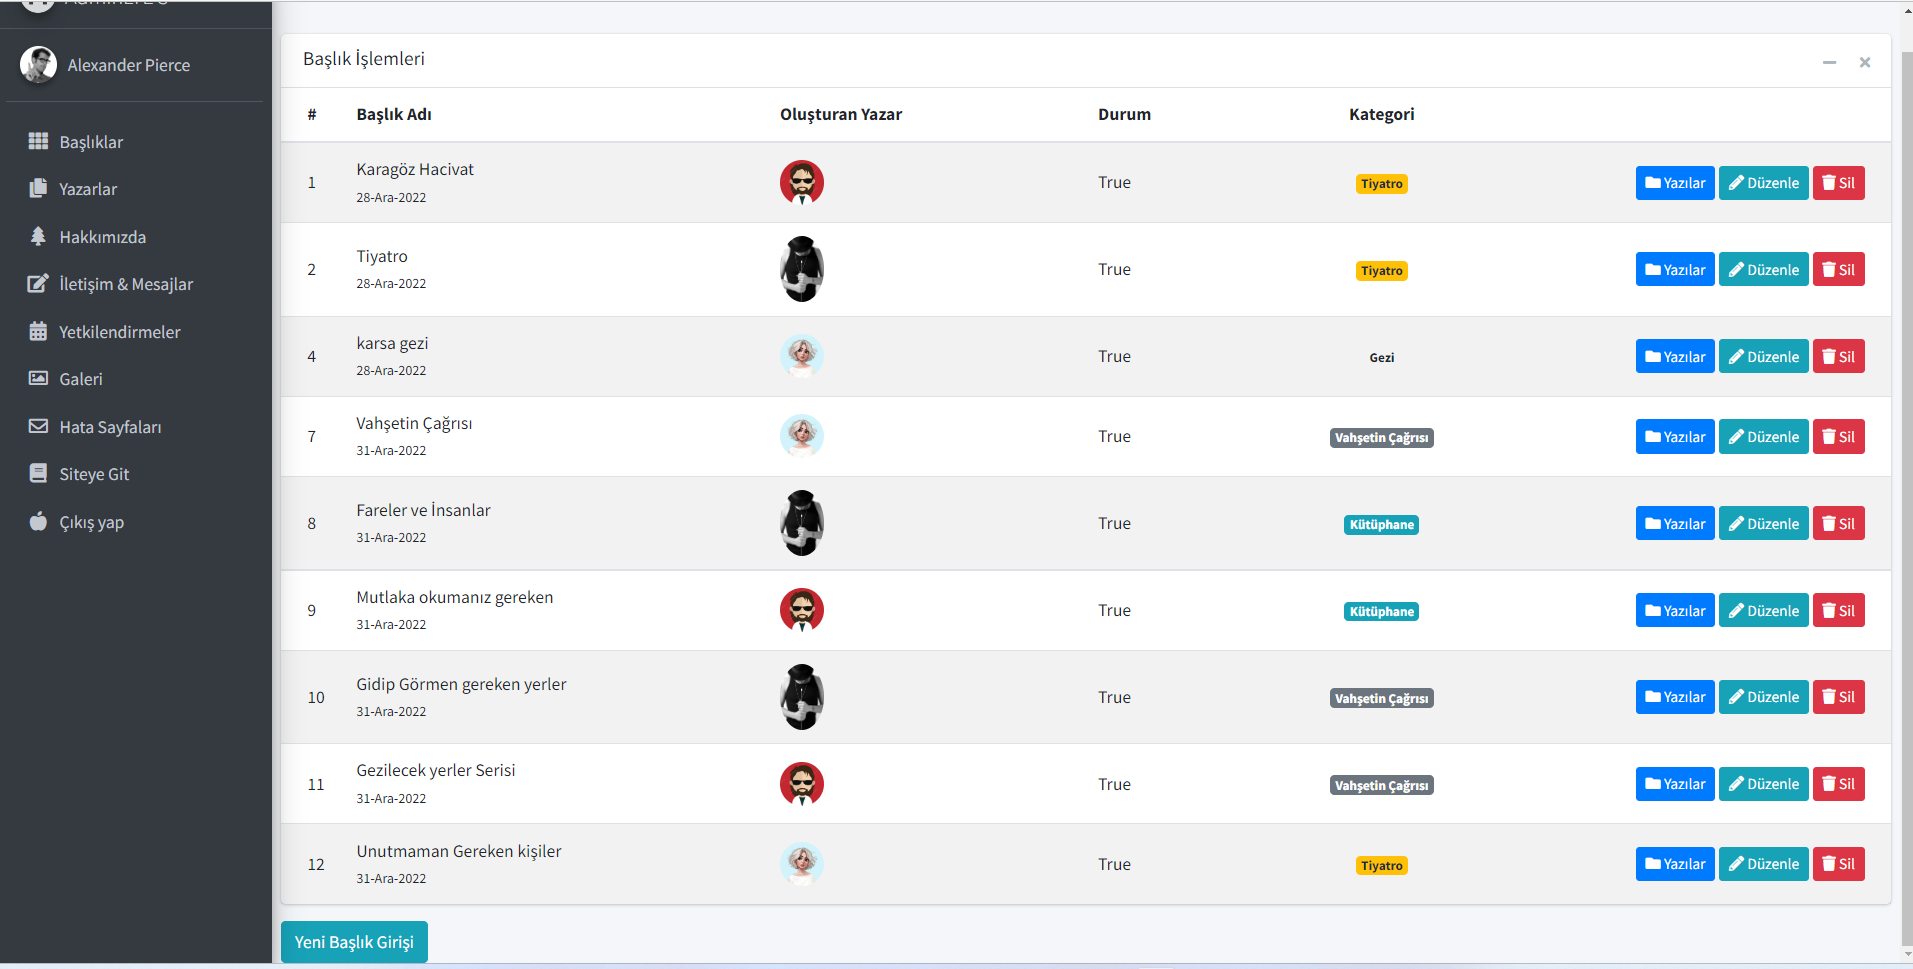 Alexander Pierce
Başlıklar
Yazarlar
Hakkımızda
İletişim & Mesajlar
Yetkilendirmeler
Galeri
Hata Sayfaları
Siteye Git
Çıkış yap
Başlık İşlemleri
# Başlık Adı Oluşturan Yazar Durum Kategori
1 Karagöz Hacivat True Tiyatro Yazılar Düzenle Sil
28-Ara-2022
2 Tiyatro True Tiyatro Yazılar Düzenle Sil
28-Ara-2022
4 karsa gezi True Gezi Yazılar Düzenle Sil
28-Ara-2022
7 Vahşetin Çağrısı True Vahşetin Çağrısı Yazılar Düzenle Sil
31-Ara-2022
8 Fareler ve İnsanlar True Kütüphane Yazılar Düzenle Sil
31-Ara-2022
9 Mutlaka okumanız gereken True Kütüphane Yazılar Düzenle Sil
31-Ara-2022
10 Gidip Görmen gereken yerler True Vahşetin Çağrısı Yazılar Düzenle Sil
31-Ara-2022
11 Gezilecek yerler Serisi True Vahşetin Çağrısı Yazılar Düzenle Sil
31-Ara-2022
12 Unutmaman Gereken kişiler True Tiyatro Yazılar Düzenle Sil
31-Ara-2022
Yeni Başlık Girişi